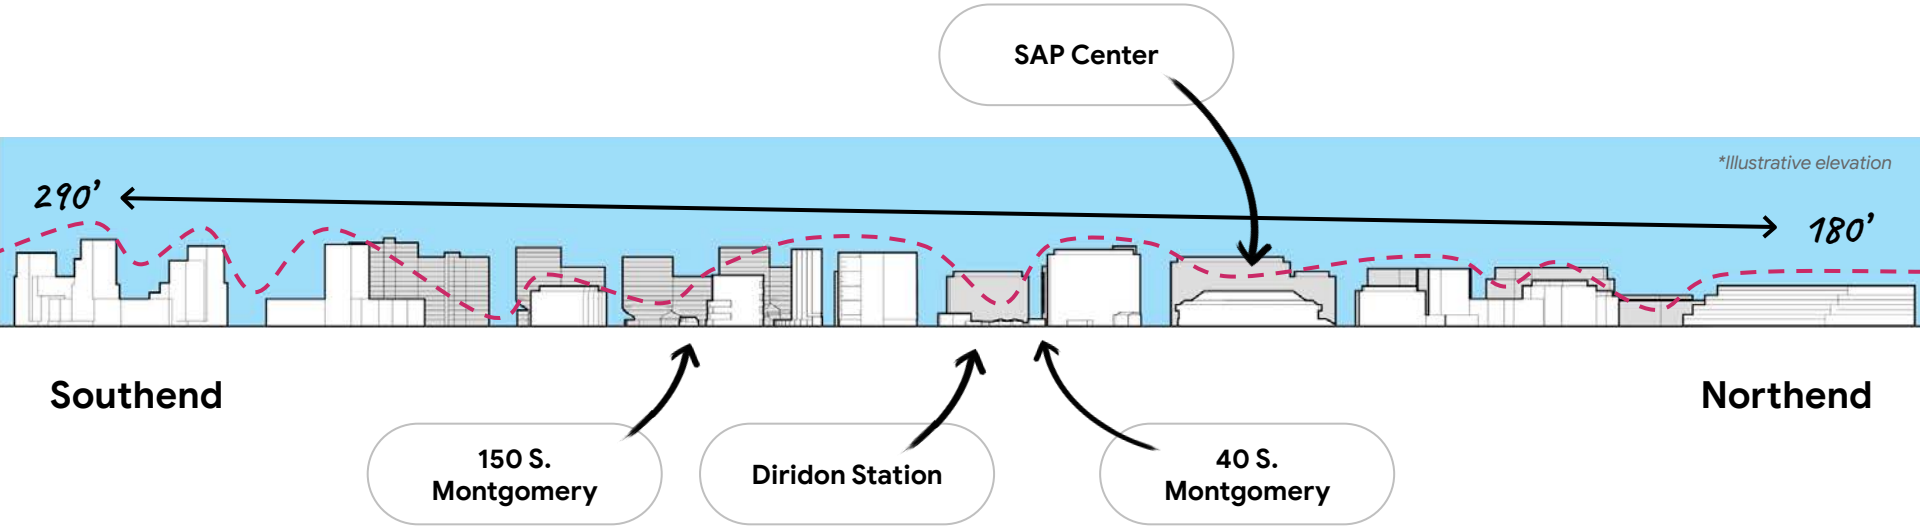 SAP Center
*Illustrative elevation
290’
180’
Southend
Northend
150 S.
Montgomery
Diridon Station
40 S.
Montgomery